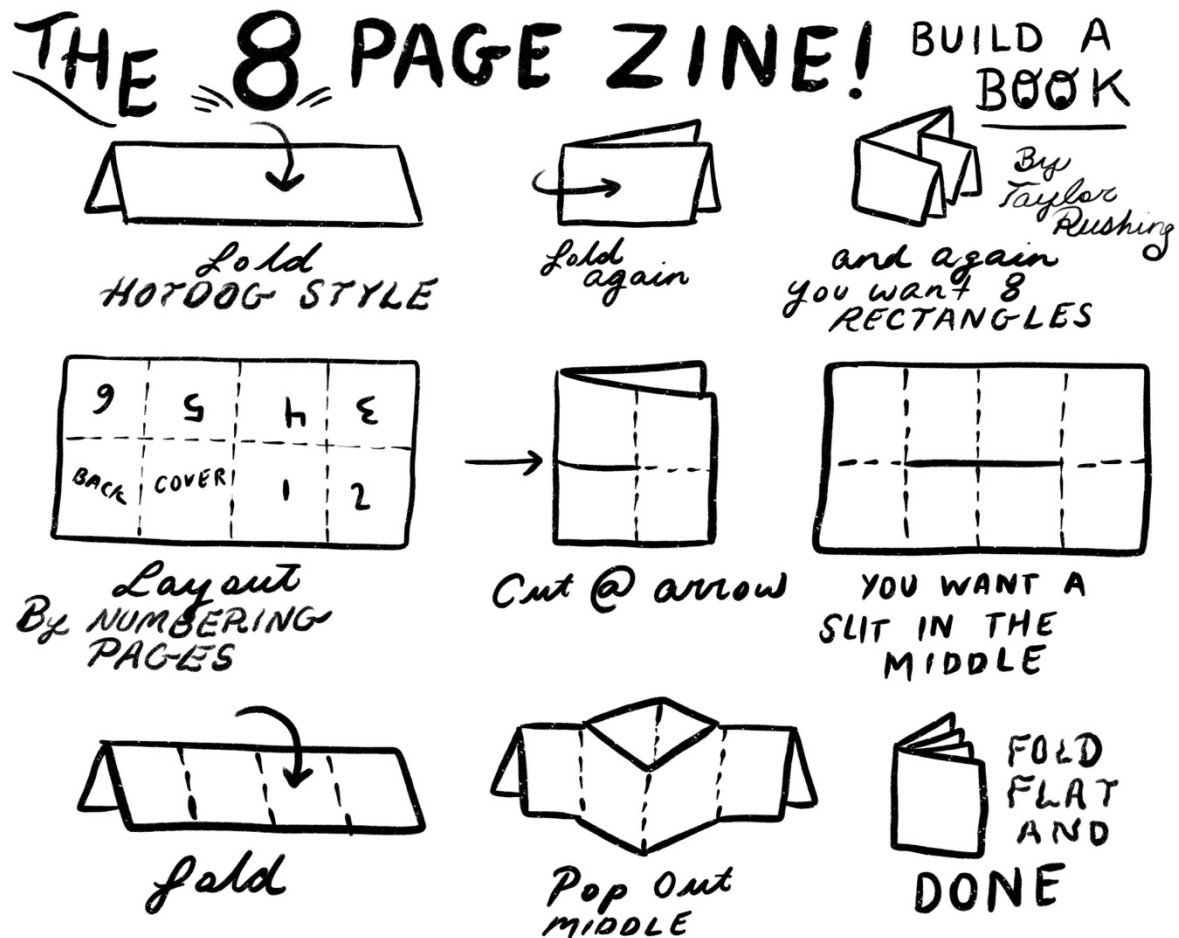 THE 8 PAGE ZINE!
BUILD A
BOOK
By
Taylor
Rushing
fold
HOTDOG STYLE
fold
again
and again
you want 8
RECTANGLES
6 5 4 3
BACK COVER 1 2
Layout
By NUMBERING
PAGES
Cut @ arrow
YOU WANT A
SLIT IN THE
MIDDLE
fold
Pop Out
MIDDLE
FOLD
FLAT
AND
DONE